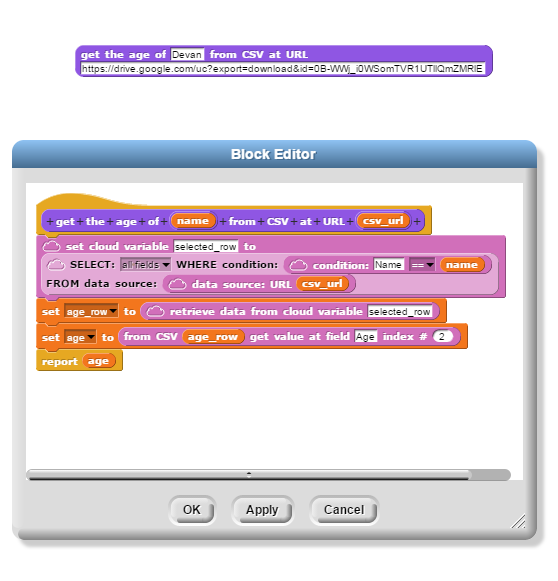 get the age of Devan from CSV at URL
https://drive.google.com/uc?export=download&id=0B-WWj_i0WSomTVR1UTllQmZMRlE
Block Editor
+ get + the + age + of + name + from + CSV + at + URL + csv_url +
set cloud variable selected_row to
SELECT: all fields WHERE condition: condition: Name == name
FROM data source: data source: URL csv_url
set age_row to retrieve data from cloud variable selected_row
set age to from CSV age_row get value at field Age index # 2
report age
OK Apply Cancel